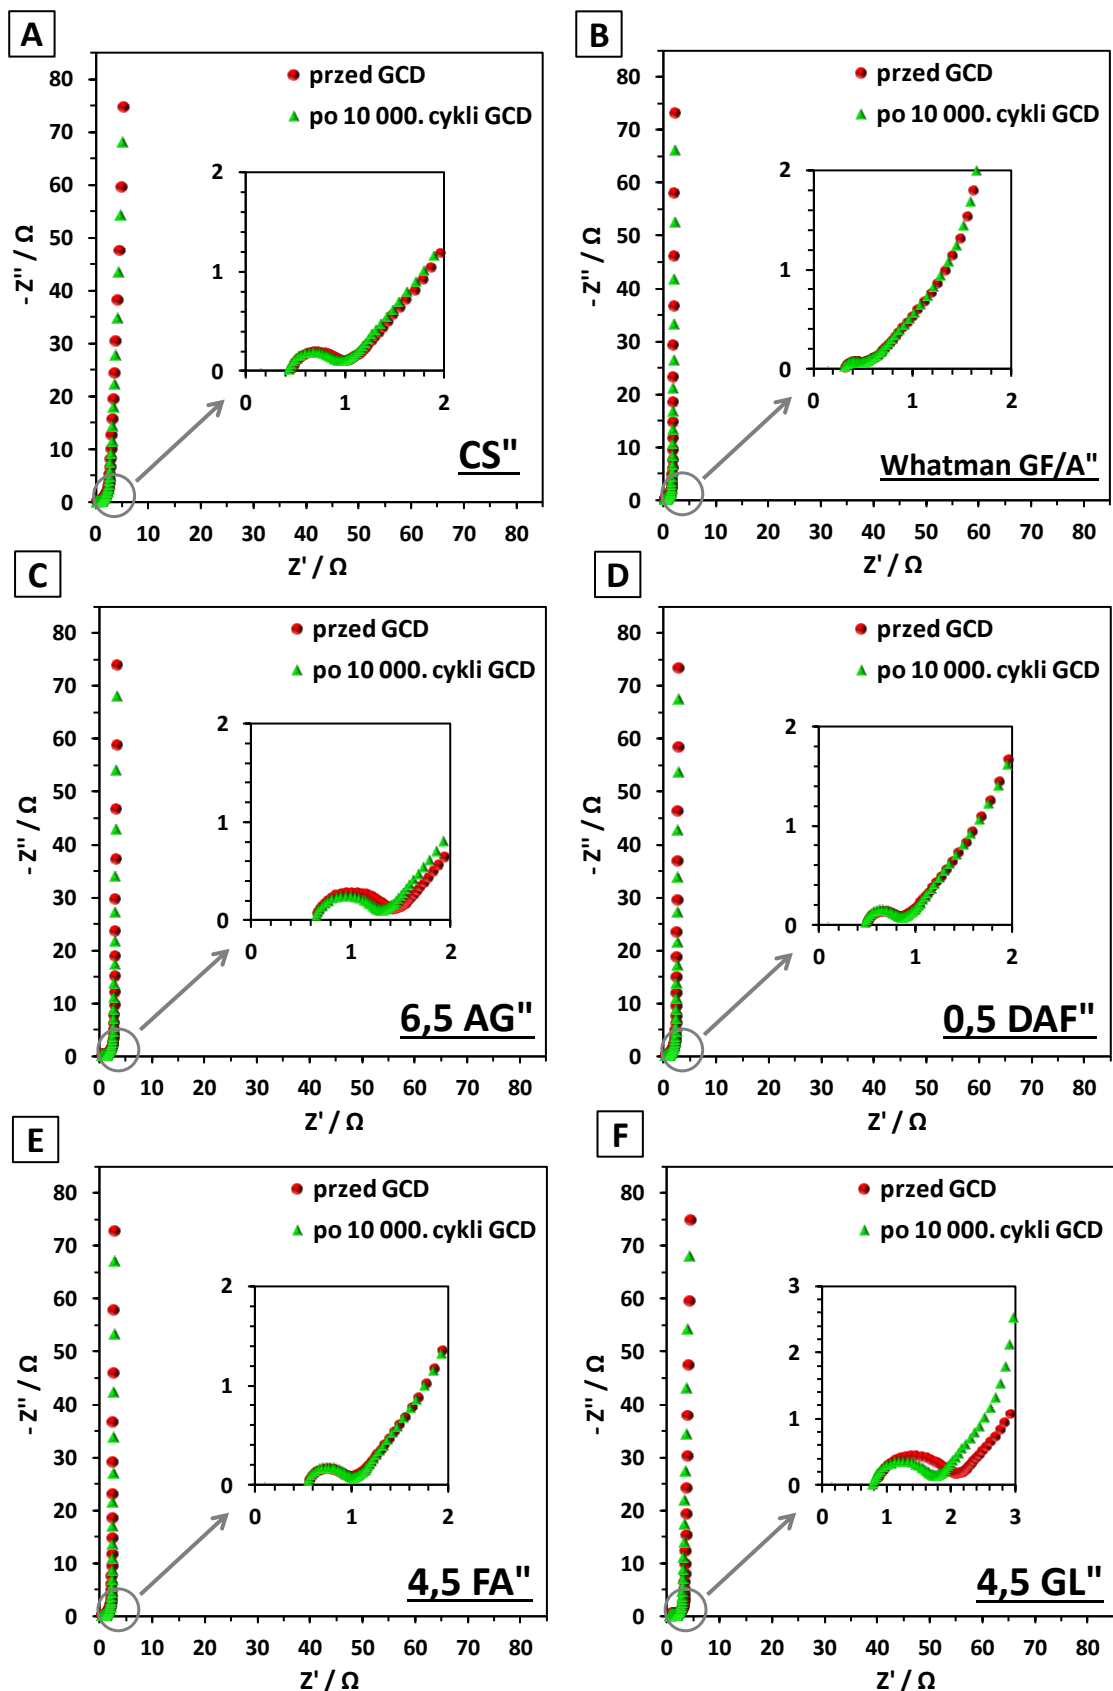 A
80
70
60
50
40
30
20
10
0
- Z'' / Ω
przed GCD
po 10 000. cykli GCD
2
1
0
0 1 2
CS"
0 10 20 30 40 50 60 70 80
Z' / Ω
B
80
70
60
50
40
30
20
10
0
- Z'' / Ω
przed GCD
po 10 000. cykli GCD
2
1
0
0 1 2
Whatman GF/A"
0 10 20 30 40 50 60 70 80
Z' / Ω
C
80
70
60
50
40
30
20
10
0
- Z'' / Ω
przed GCD
po 10 000. cykli GCD
2
1
0
0 1 2
6,5 AG"
0 10 20 30 40 50 60 70 80
Z' / Ω
D
80
70
60
50
40
30
20
10
0
- Z'' / Ω
przed GCD
po 10 000. cykli GCD
2
1
0
0 1 2
0,5 DAF"
0 10 20 30 40 50 60 70 80
Z' / Ω
E
80
70
60
50
40
30
20
10
0
- Z'' / Ω
przed GCD
po 10 000. cykli GCD
2
1
0
0 1 2
4,5 FA"
0 10 20 30 40 50 60 70 80
Z' / Ω
F
80
70
60
50
40
30
20
10
0
- Z'' / Ω
przed GCD
po 10 000. cykli GCD
3
2
1
0
0 1 2 3
4,5 GL"
0 10 20 30 40 50 60 70 80
Z' / Ω